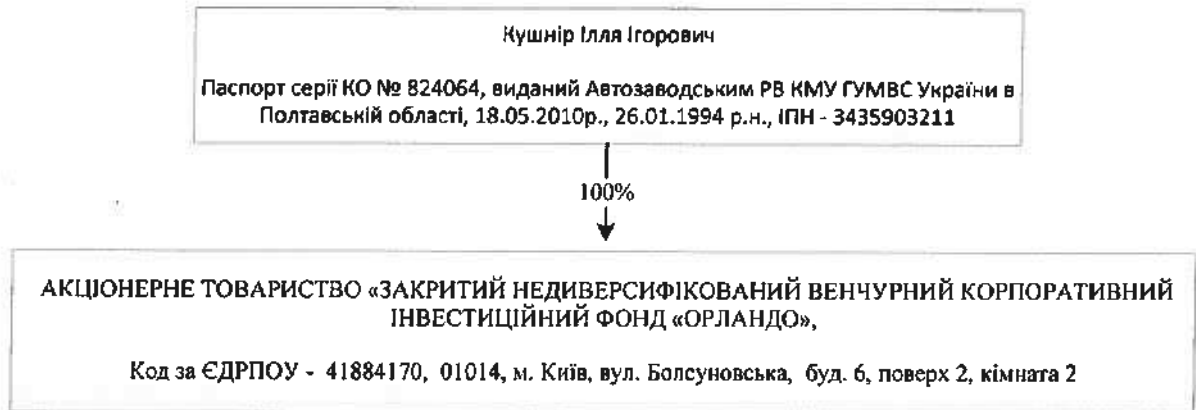 Кушнір Ілля Ігорович
Паспорт серії КО № 824064, виданий Автозаводським РВ КМУ ГУМВС України в
Полтавській області, 18.05.2010р., 26.01.1994 р.н., ІПН - 3435903211
100%
АКЦІОНЕРНЕ ТОВАРИСТВО «ЗАКРИТИЙ НЕДИВЕРСИФІКОВАНИЙ ВЕНЧУРНИЙ КОРПОРАТИВНИЙ
ІНВЕСТИЦІЙНИЙ ФОНД «ОРЛАНДО»,
Код за ЄДРПОУ - 41884170, 01014, м. Київ, вул. Болсуновська, буд. 6, поверх 2, кімната 2